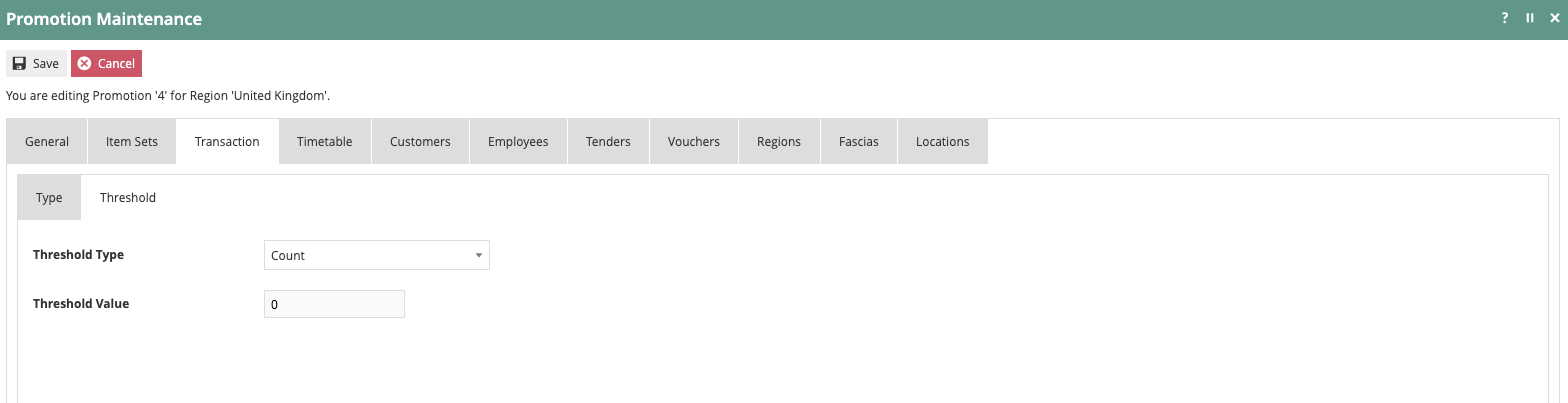 Promotion Maintenance
?
Save Cancel
You are editing Promotion '4' for Region 'United Kingdom'.
General Item Sets Transaction Timetable Customers Employees Tenders Vouchers Regions Fascias Locations
Type Threshold
Threshold Type Count
Threshold Value 0